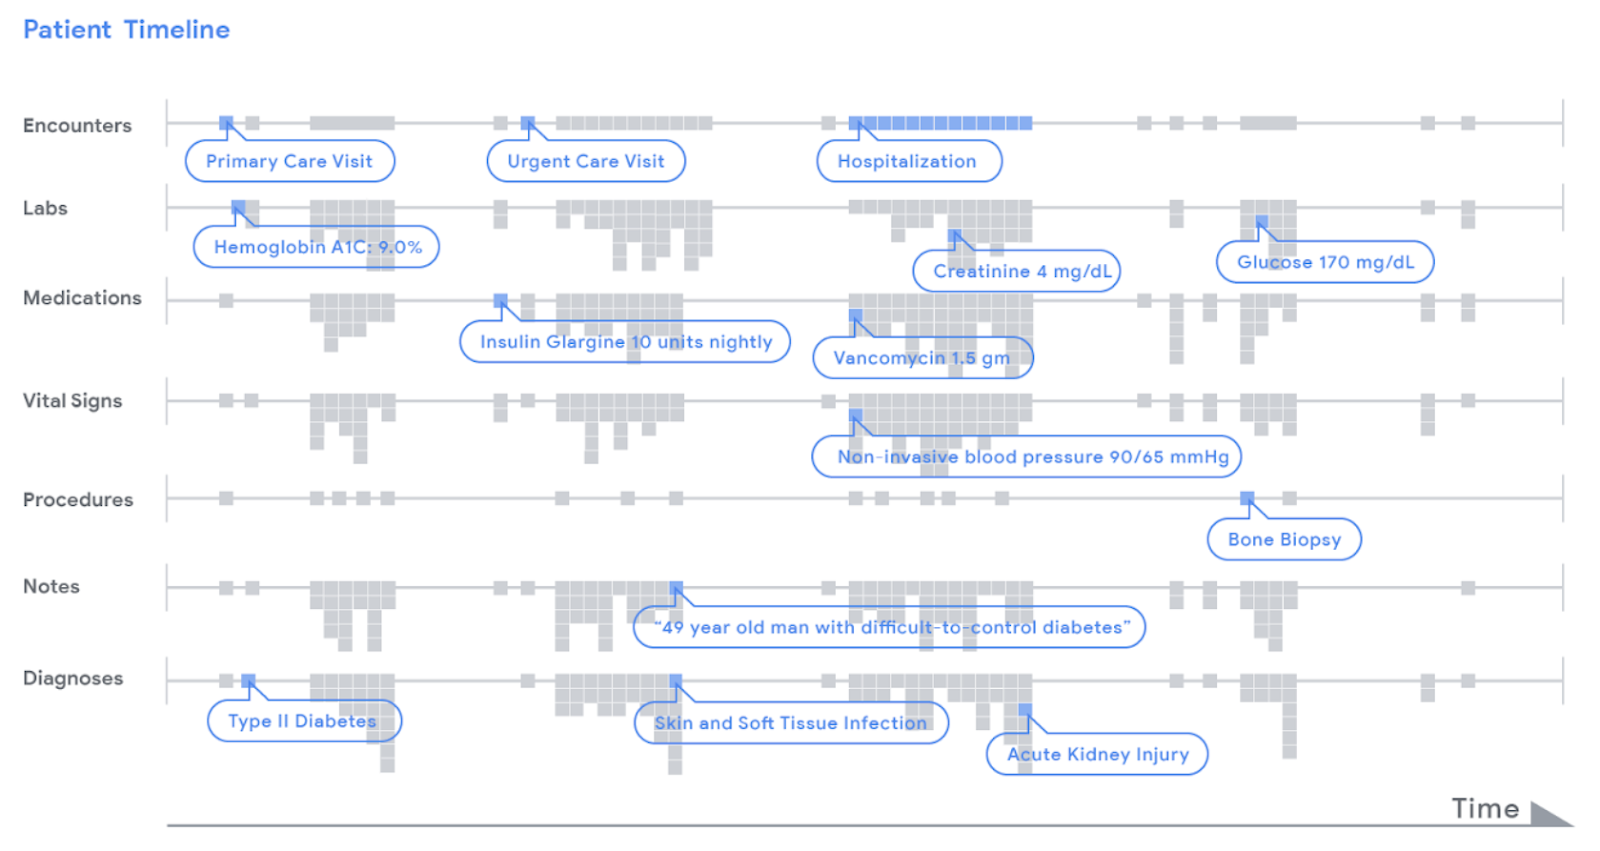 Patient Timeline
Encounters
Primary Care Visit
Urgent Care Visit
Hospitalization
Labs
Hemoglobin A1C: 9.0%
Creatinine 4 mg/dL
Glucose 170 mg/dL
Medications
Insulin Glargine 10 units nightly
Vancomycin 1.5 gm
Vital Signs
Non-invasive blood pressure 90/65 mmHg
Procedures
Bone Biopsy
Notes
“49 year old man with difficult-to-control diabetes”
Diagnoses
Type II Diabetes
Skin and Soft Tissue Infection
Acute Kidney Injury
Time